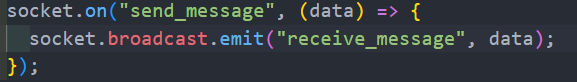 socket.on("send_message", (data) => {
  socket.broadcast.emit("receive_message", data);
});